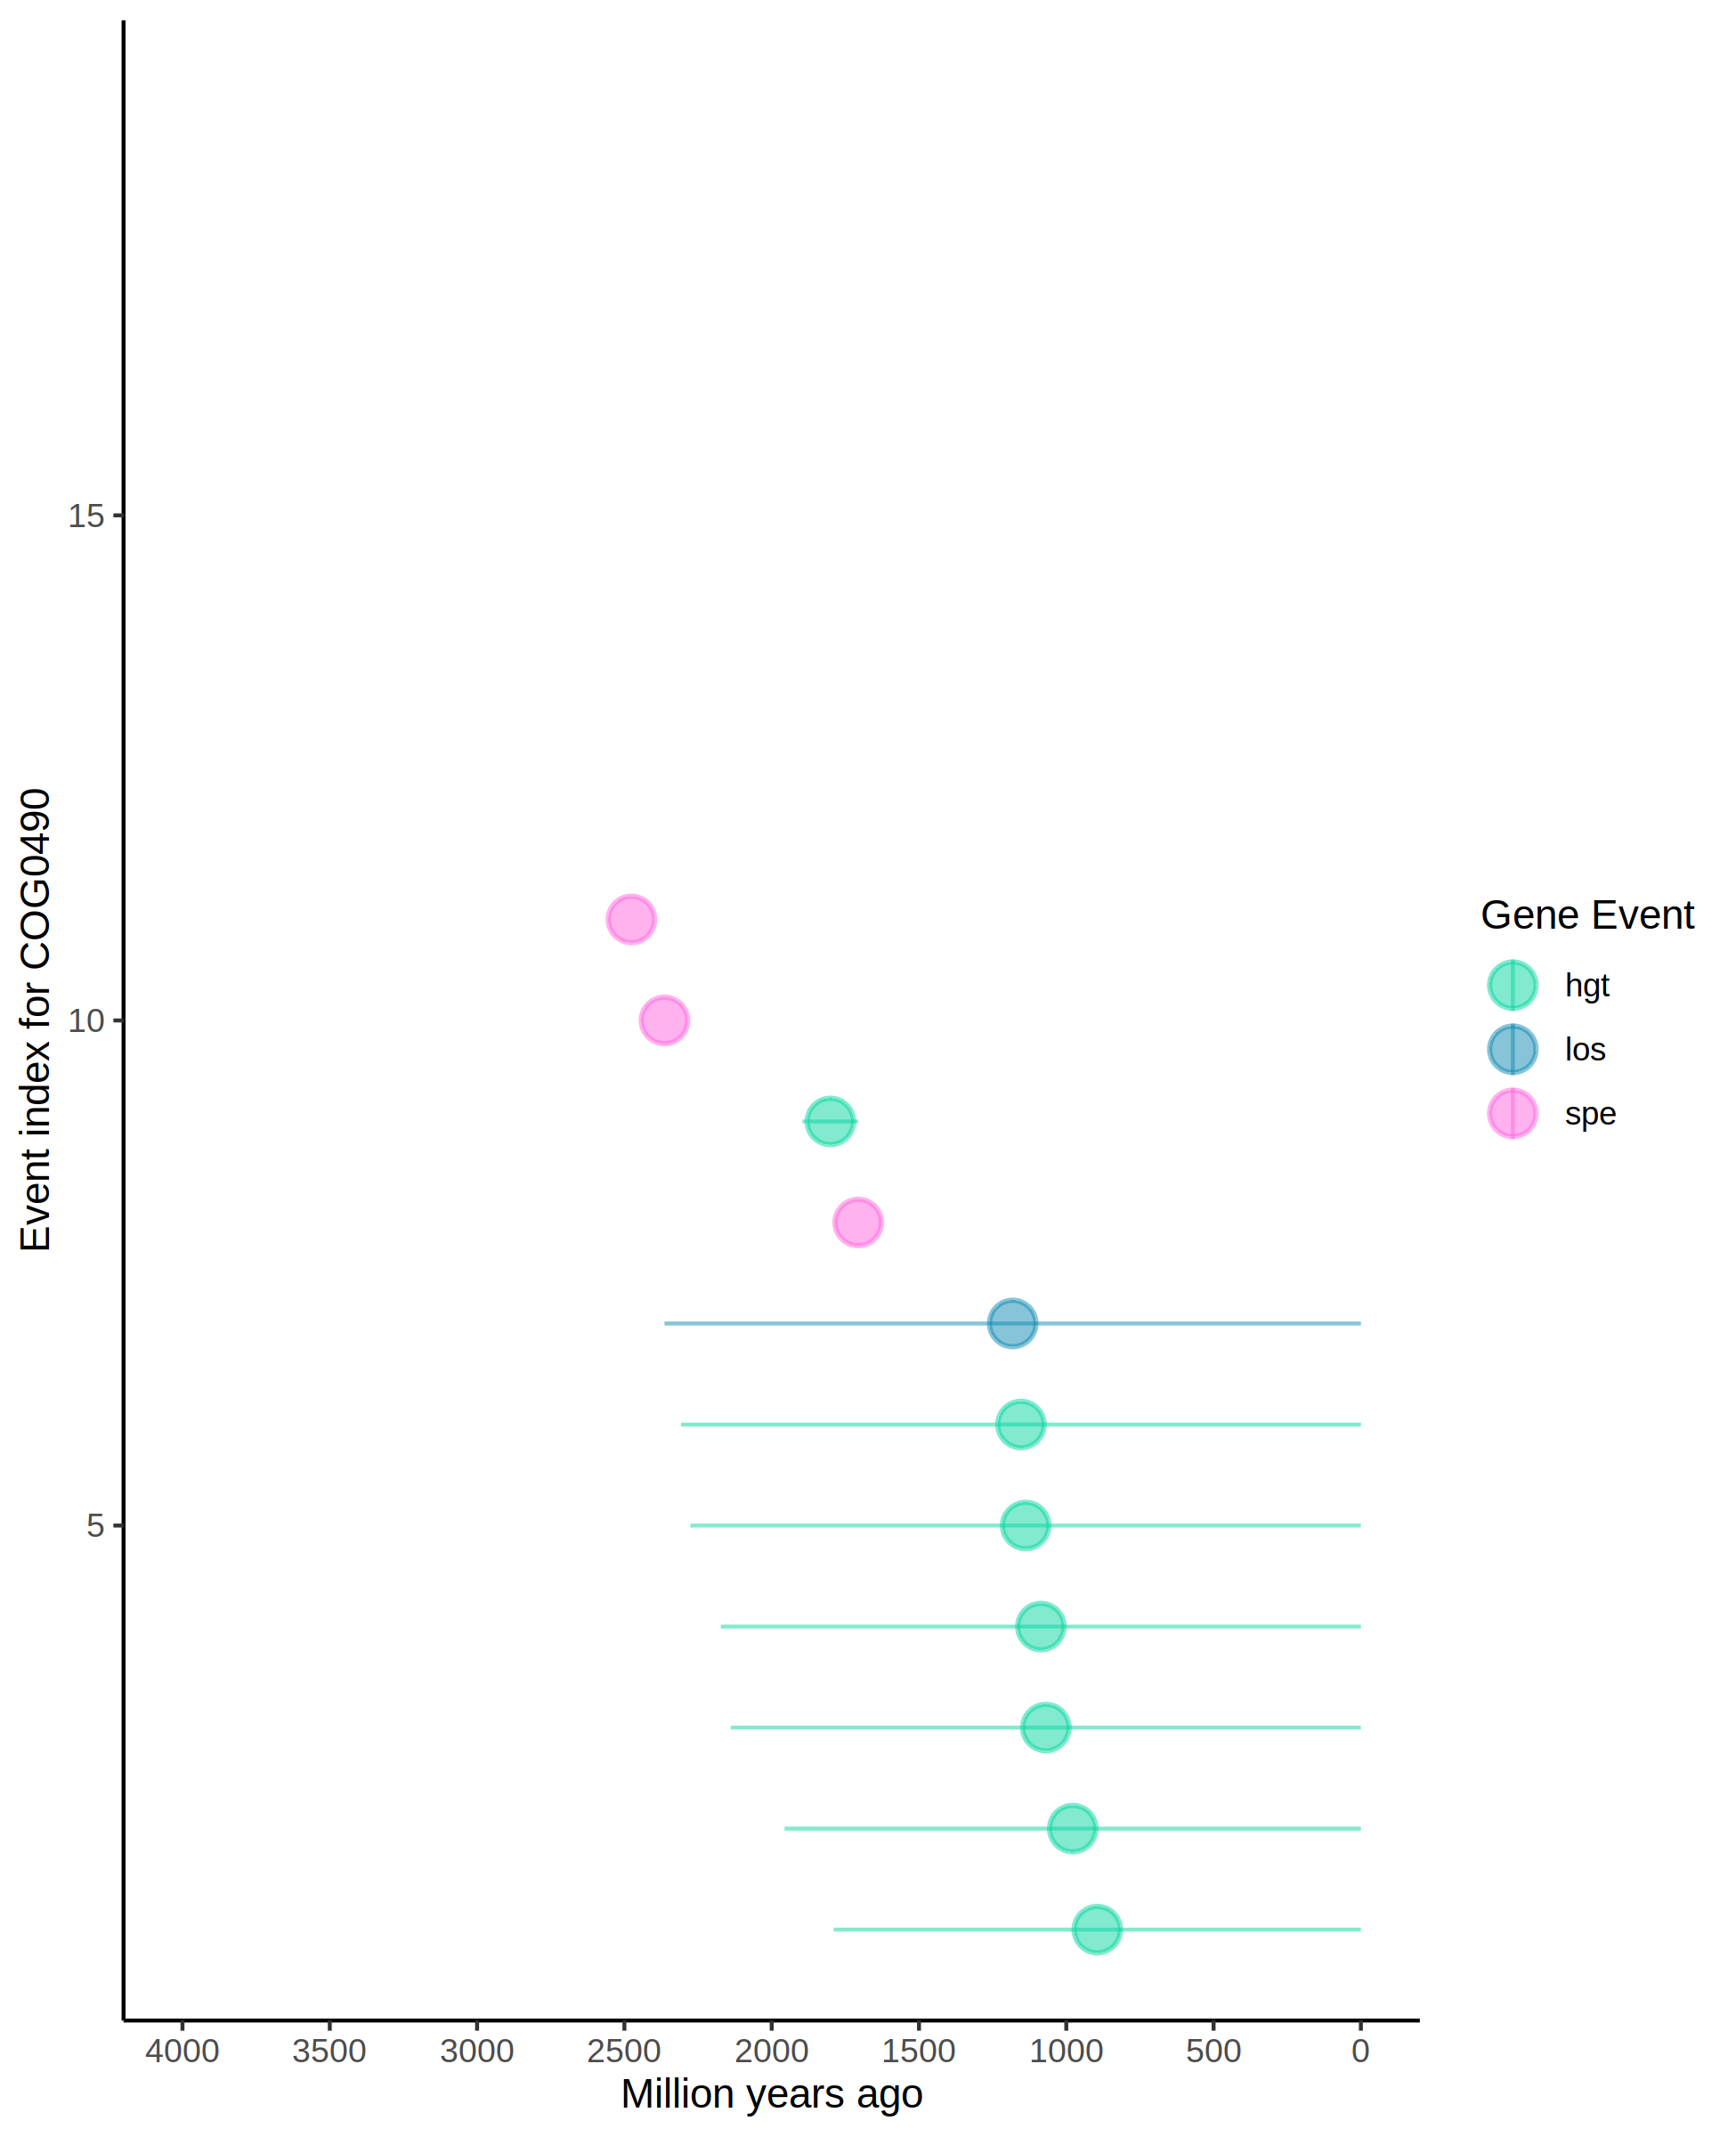 15
10
5
Event index for COG0490
4000 3500 3000 2500 2000 1500 1000 500 0
Million years ago
Gene Event
hgt
los
spe